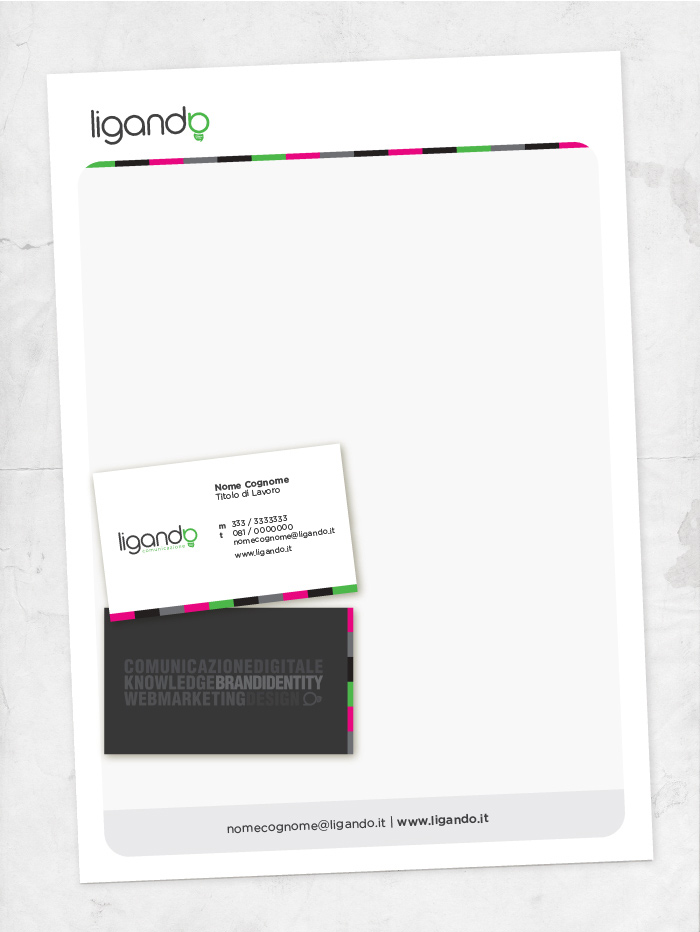 ligando
Nome Cognome
Titolo di Lavoro
m 333 / 3333333
t 081 / 0000000
nomecognome@ligando.it
www.ligando.it
ligando
comunicazione
COMUNICAZIONEDIGITALE
KNOWLEDGEBRANDIDENTITY
WEBMARKETINGDESIGN
nomecognome@ligando.it | www.ligando.it